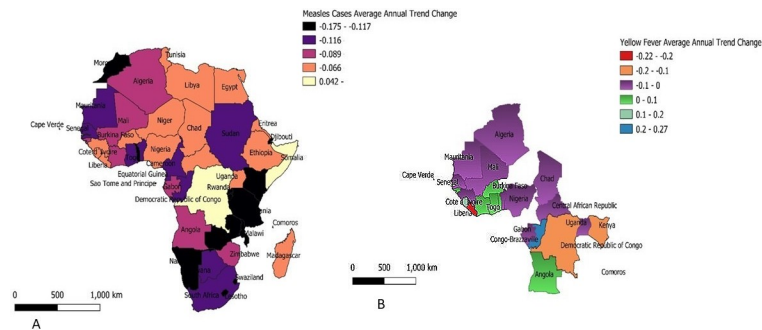 Measles Cases Average Annual Trend Change
-0.175 - -0.117
-0.116
-0.089
-0.066
0.042 -
Tunisia
Algeria
Libya
Egypt
Mauritania
Mali
Niger
Chad
Sudan
Eritrea
Djibouti
Cape Verde
Senegal
Burkina Faso
Nigeria
Ethiopia
Somalia
Cote d'Ivoire
Liberia
Cameroon
Equatorial Guinea
Sao Tome and Principe
Gabon
Uganda
Rwanda
Democratic Republic of Congo
Angola
Malawi
Comoros
Zimbabwe
Madagascar
South Africa
Swaziland
Lesotho
0 500 1,000 km
A
Yellow Fever Average Annual Trend Change
-0.22 - -0.2
-0.2 - -0.1
-0.1 - 0
0 - 0.1
0.1 - 0.2
0.2 - 0.27
Algeria
Mauritania
Mali
Cape Verde
Senegal
Burkina Faso
Chad
Cote d'Ivoire
Liberia
Togo
Nigeria
Central African Republic
Gabon
Congo-Brazaville
Uganda
Kenya
Democratic Republic of Congo
Angola
Comoros
0 500 1,000 km
B